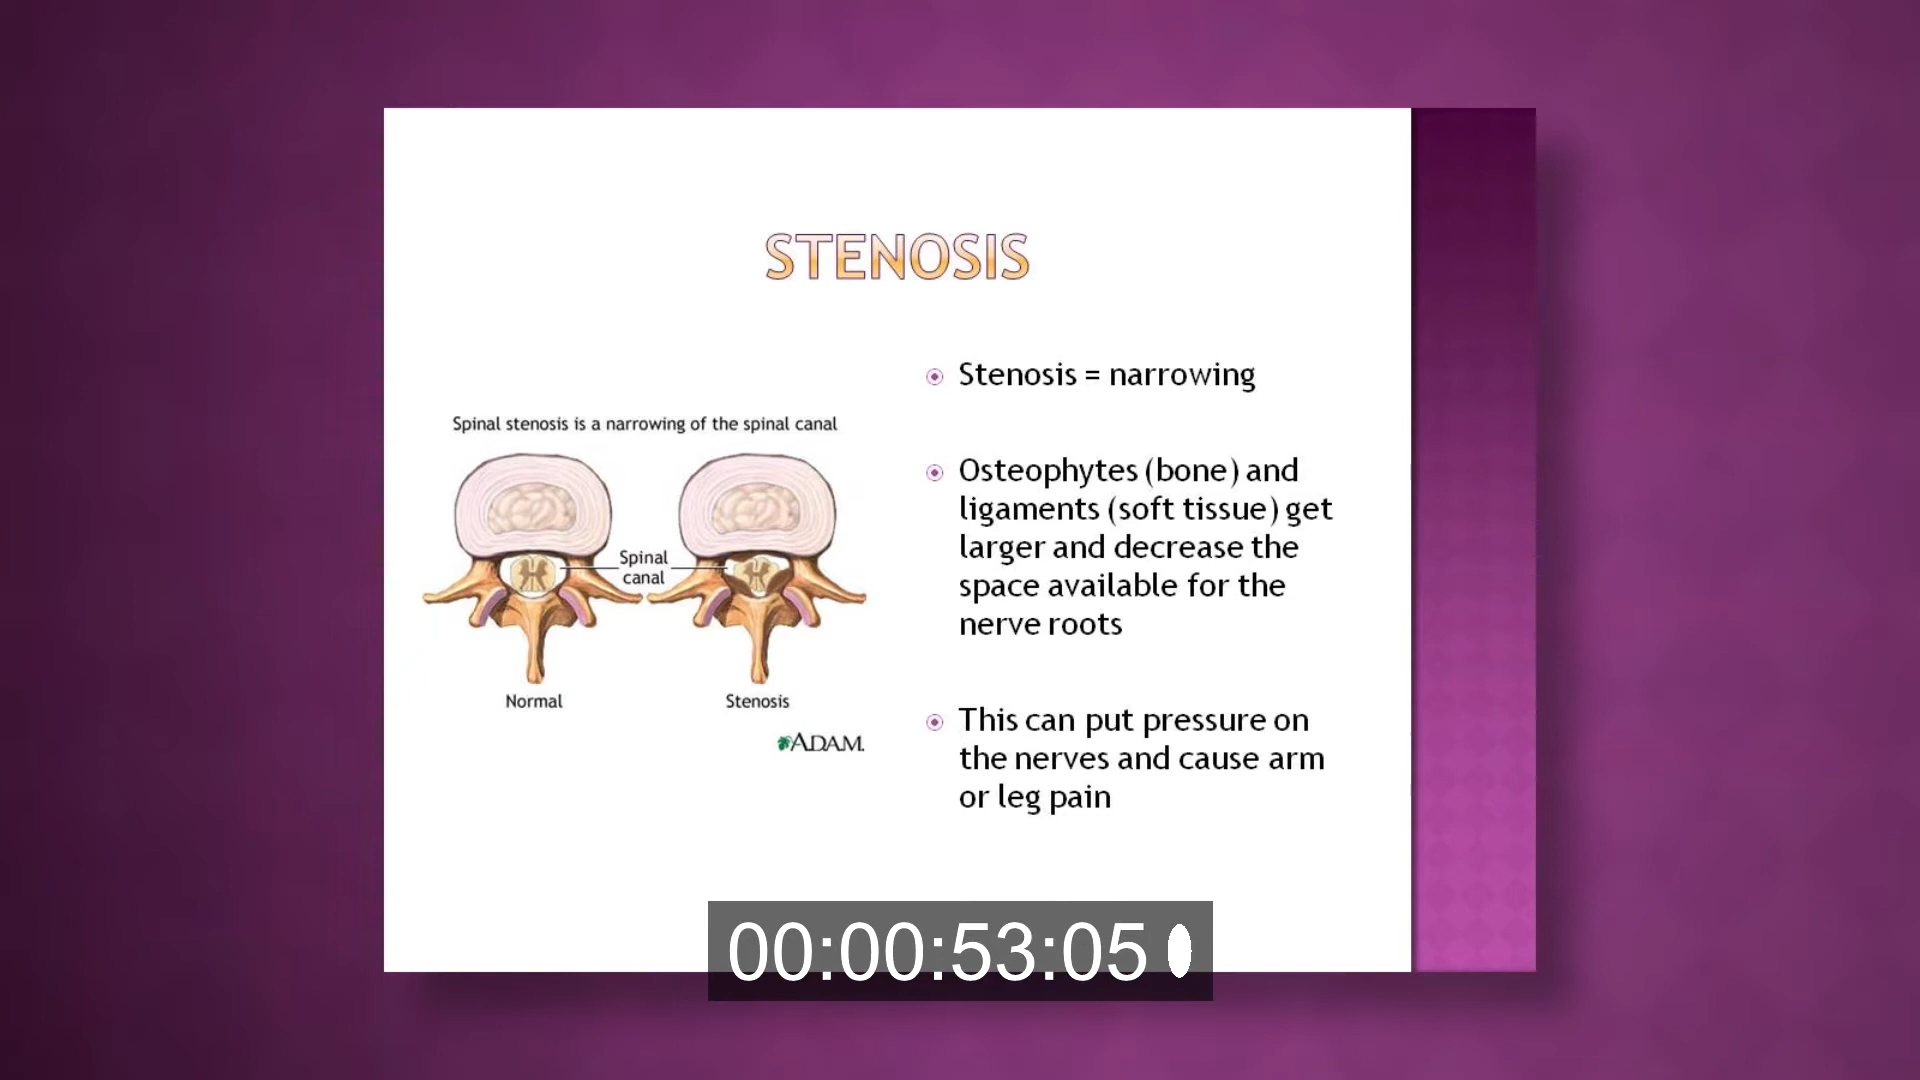 STENOSIS
Spinal stenosis is a narrowing of the spinal canal
Spinal
canal
Normal
Stenosis
ADAM.
Stenosis = narrowing
Osteophytes (bone) and
ligaments (soft tissue) get
larger and decrease the
space available for the
nerve roots
This can put pressure on
the nerves and cause arm
or leg pain
00:00:53:05